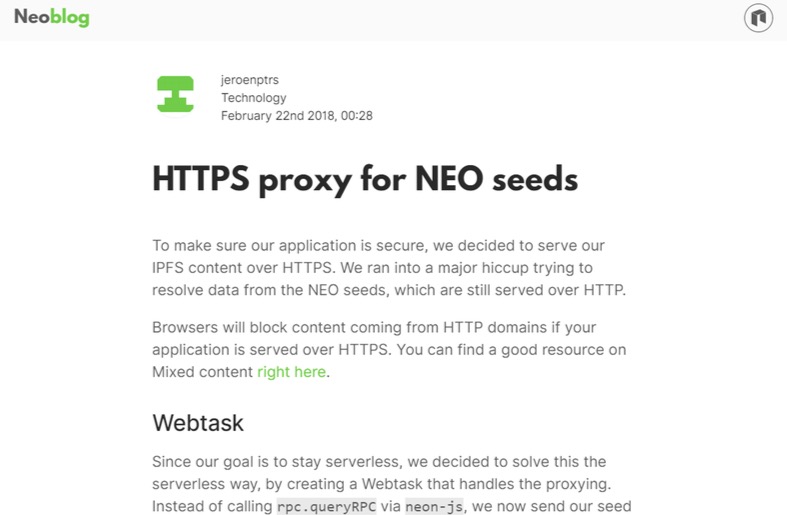 Neoblog
jeroenptrs
Technology
February 22nd 2018, 00:28
HTTPS proxy for NEO seeds
To make sure our application is secure, we decided to serve our
IPFS content over HTTPS. We ran into a major hiccup trying to
resolve data from the NEO seeds, which are still served over HTTP.
Browsers will block content coming from HTTP domains if your
application is served over HTTPS. You can find a good resource on
Mixed content right here.
Webtask
Since our goal is to stay serverless, we decided to solve this the
serverless way, by creating a Webtask that handles the proxying.
Instead of calling rpc.queryRPC via neon-js, we now send our seed